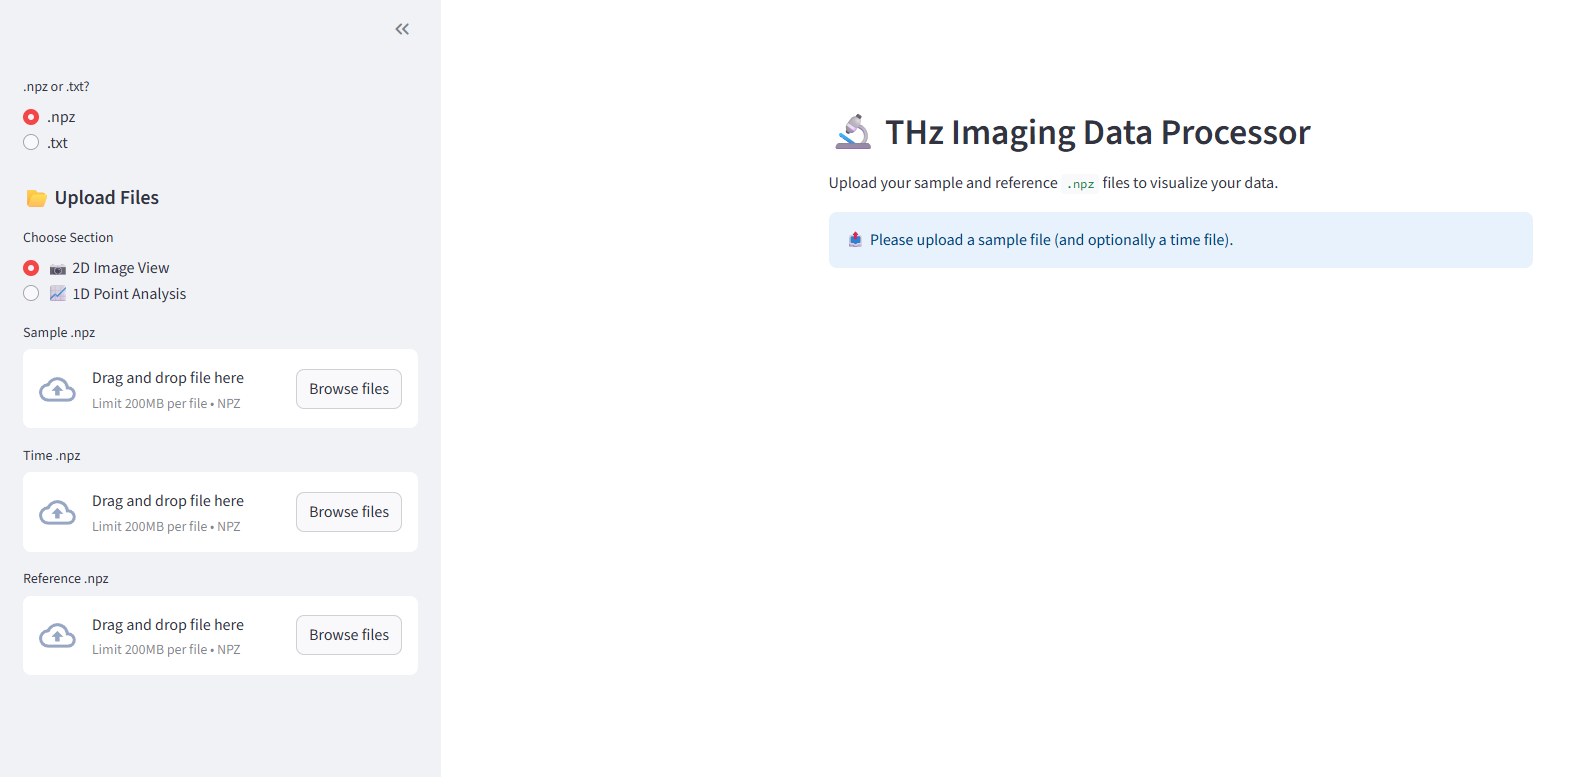 .npz or .txt?
.npz
.txt
Upload Files
Choose Section
2D Image View
1D Point Analysis
Sample .npz
Drag and drop file here
Limit 200MB per file • NPZ
Browse files
Time .npz
Drag and drop file here
Limit 200MB per file • NPZ
Browse files
Reference .npz
Drag and drop file here
Limit 200MB per file • NPZ
Browse files
THz Imaging Data Processor
Upload your sample and reference .npz files to visualize your data.
Please upload a sample file (and optionally a time file).